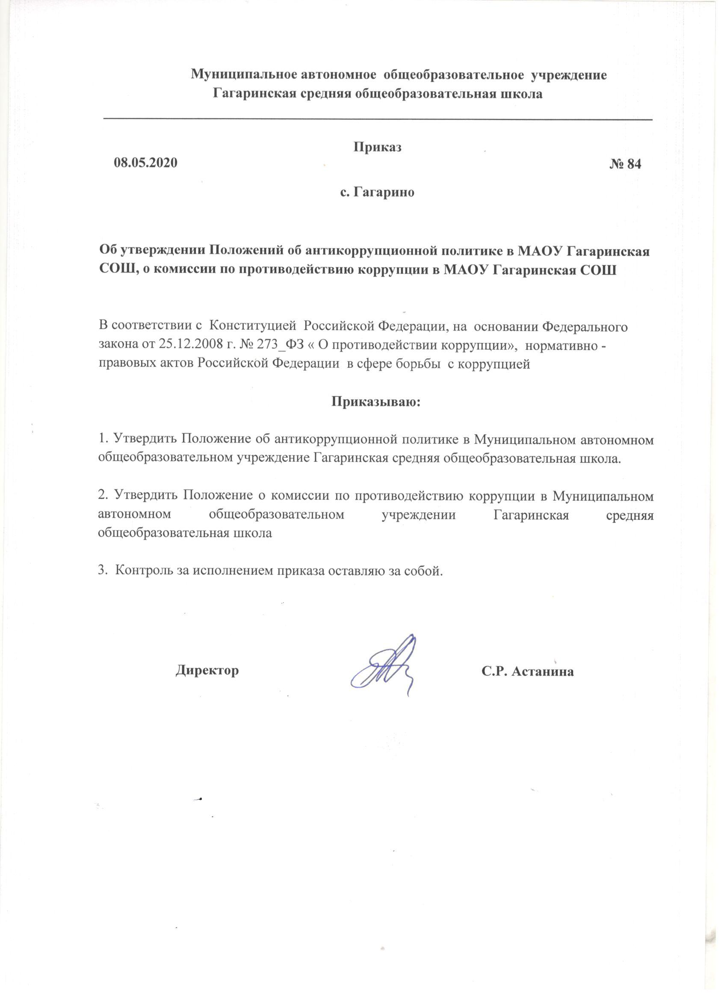 Муниципальное автономное общеобразовательное учреждение
Гагаринская средняя общеобразовательная школа
Приказ
08.05.2020 № 84
с. Гагарино
Об утверждении Положений об антикоррупционной политике в МАОУ Гагаринская
СОШ, о комиссии по противодействию коррупции в МАОУ Гагаринская СОШ
В соответствии с Конституцией Российской Федерации, на основании Федерального
закона от 25.12.2008 г. № 273_ФЗ « О противодействии коррупции», нормативно -
правовых актов Российской Федерации в сфере борьбы с коррупцией
Приказываю:
1. Утвердить Положение об антикоррупционной политике в Муниципальном автономном
общеобразовательном учреждение Гагаринская средняя общеобразовательная школа.
2. Утвердить Положение о комиссии по противодействию коррупции в Муниципальном
автономном общеобразовательном учреждении Гагаринская средняя
общеобразовательная школа
3. Контроль за исполнением приказа оставляю за собой.
Директор С.Р. Астанина